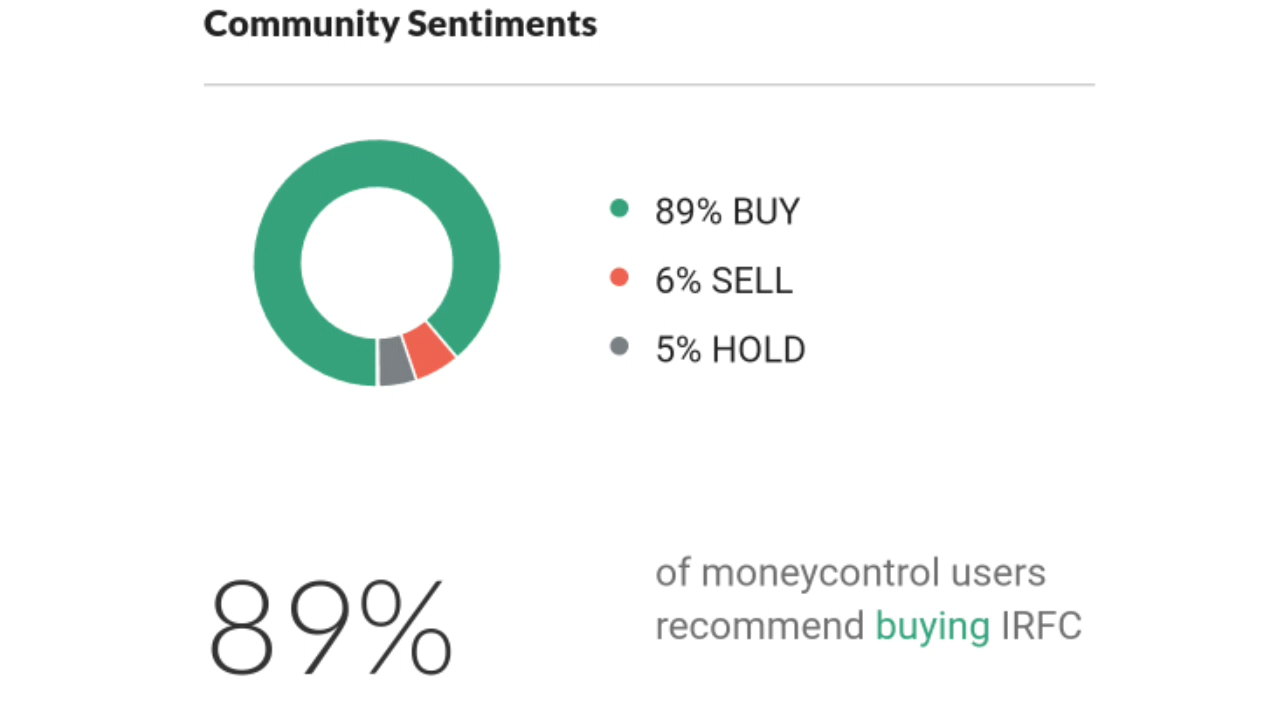 Community Sentiments
89% BUY
6% SELL
5% HOLD
89%
of moneycontrol users
recommend buying IRFC